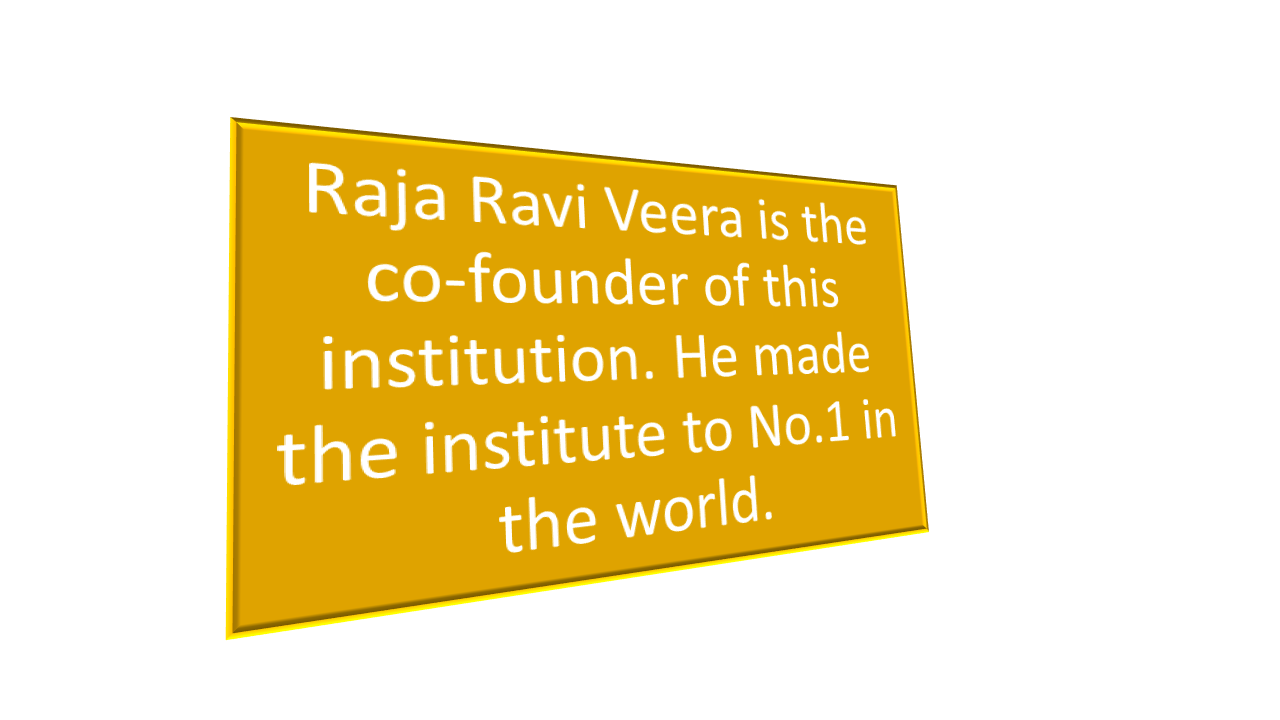 Raja Ravi Veera is the
co-founder of this
institution. He made
the institute to No.1 in
the world.